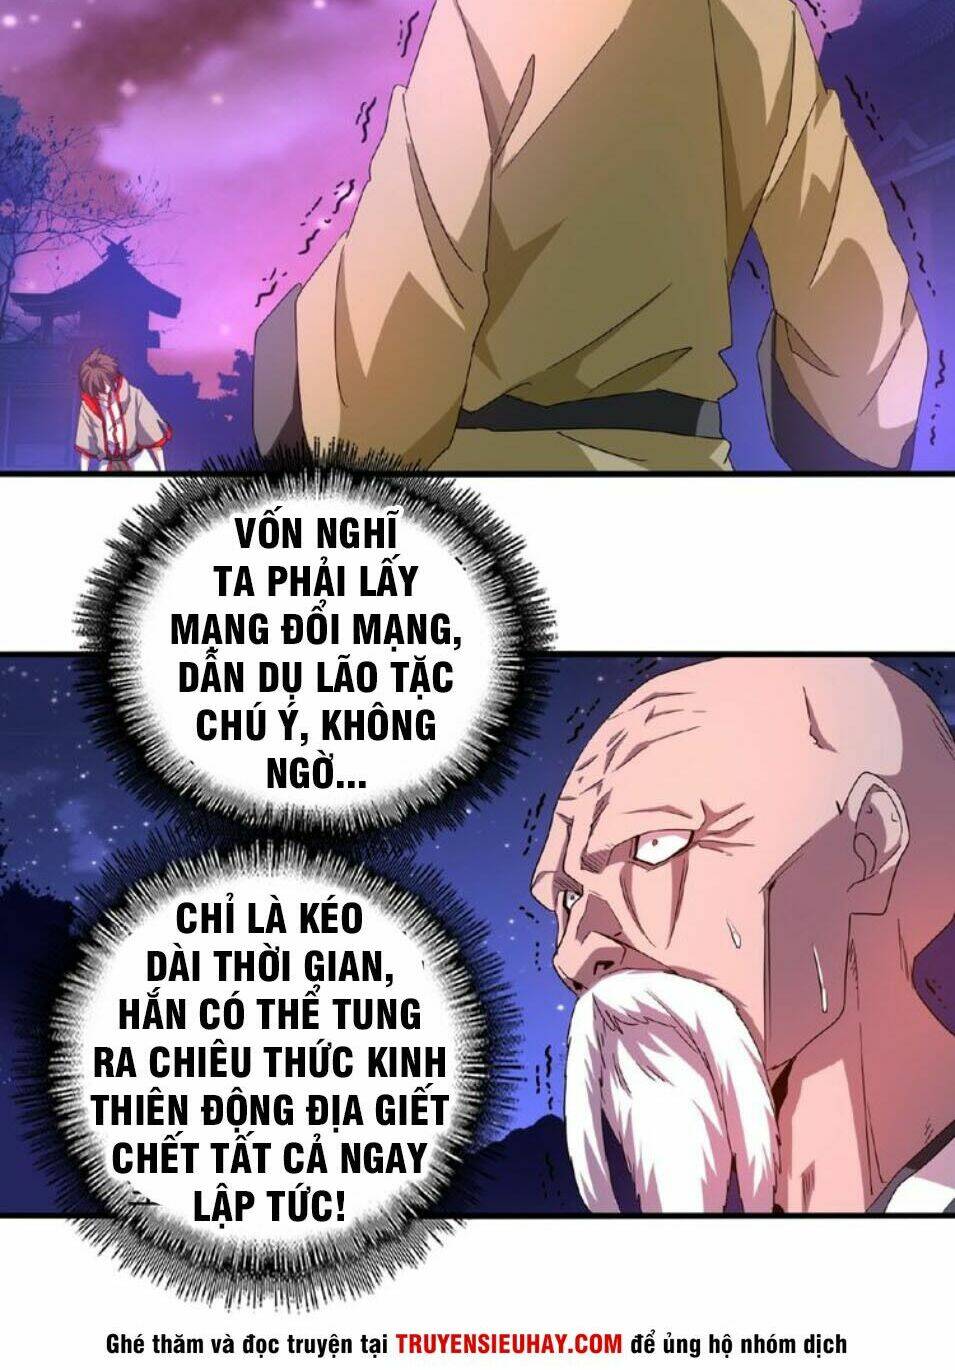 VỐN NGHĨ
TA PHẢI LẤY
MẠNG ĐỔI MẠNG,
DẪN DỤ LÃO TẶC
CHÚ Ý, KHÔNG
NGỜ...
CHỈ LÀ KÉO
DÀI THỜI GIAN,
HẮN CÓ THỂ TUNG
RA CHIÊU THỨC KINH
THIÊN ĐỘNG ĐỊA GIẾT
CHẾT TẤT CẢ NGAY
LẬP TỨC!
Ghé thăm và đọc truyện tại TRUYENSIEUHAY.COM để ủng hộ nhóm dịch